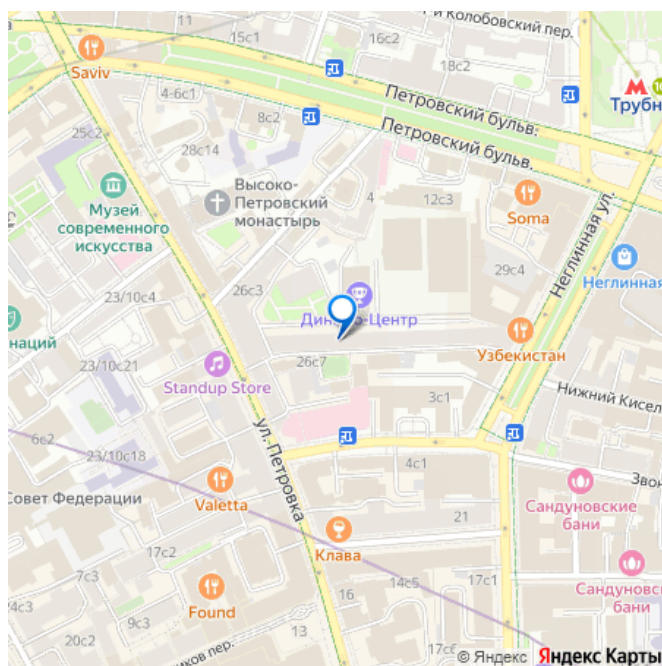 й Колобовский пер.
11
15с1
16с2
18с2
Saviv
4-6с1
8с2
Петровский бульв.
Петровский бульв.
М
Трубн
25с2
28с14
Высоко-
Петровский
монастырь
4
12с3
Музей
современного
искусства
Soma
Неглинная ул.
29с4
Неглинная
23/10с4
26с3
Динамо-Центр
наций
Узбекистан
23/10с21
26с7
Standup Store
3с1
Нижний Кисел
6с2
ул. Петровка
23/10с18
4с1
Звон
Совет Федерации
Valetta
21
Сандуновские
бани
Клава
17с2
7с3
16
14с5
17с1
Сандуновские
бани
Found
9с3
13
20с2
ников пер.
17с6
© Яндекс Яндекс Карты